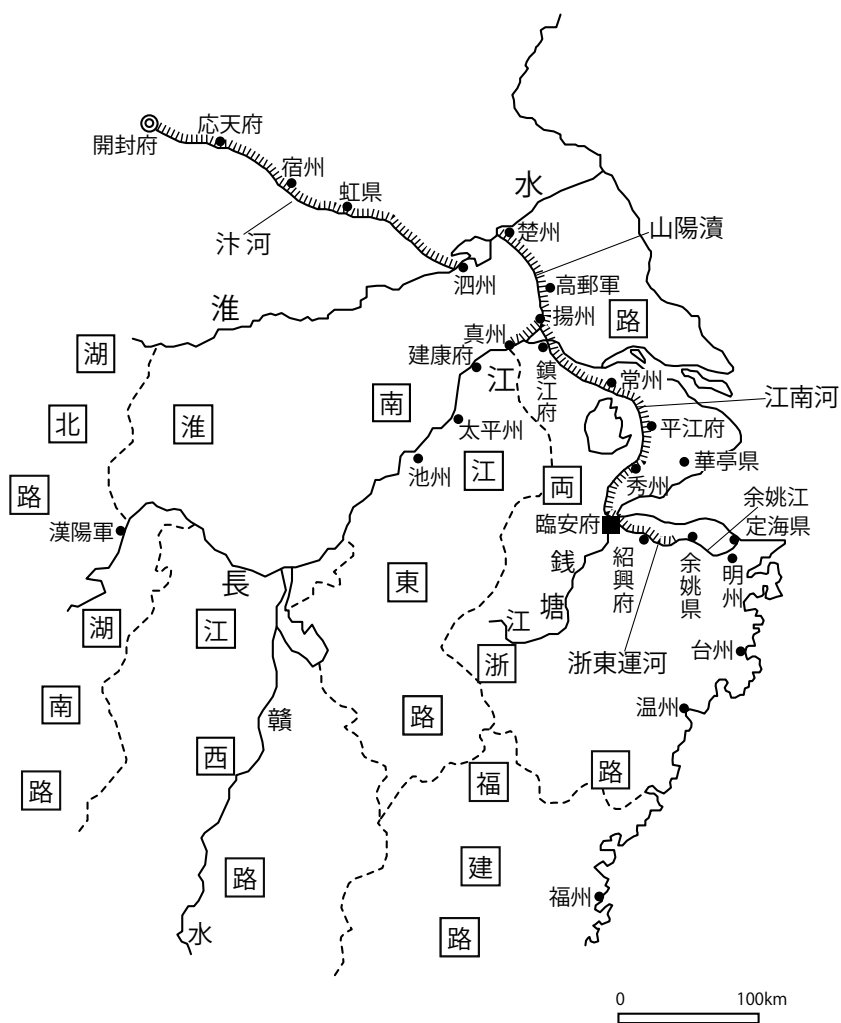 開封府
応天府
宿州
虹県
汴河
泗州
淮
水
楚州
山陽瀆
高郵軍
揚州
真州
建康府
鎮江府
常州
江南河
平江府
華亭県
秀州
太平州
池州
臨安府
余姚江
定海県
紹興府
余姚県
明州
浙東運河
台州
温州
福州
漢陽軍
長
江
銭
塘
江
贛
水
湖
北
路
淮
南
路
江
東
路
両
浙
路
湖
南
路
江
西
路
福
建
路
0 100km